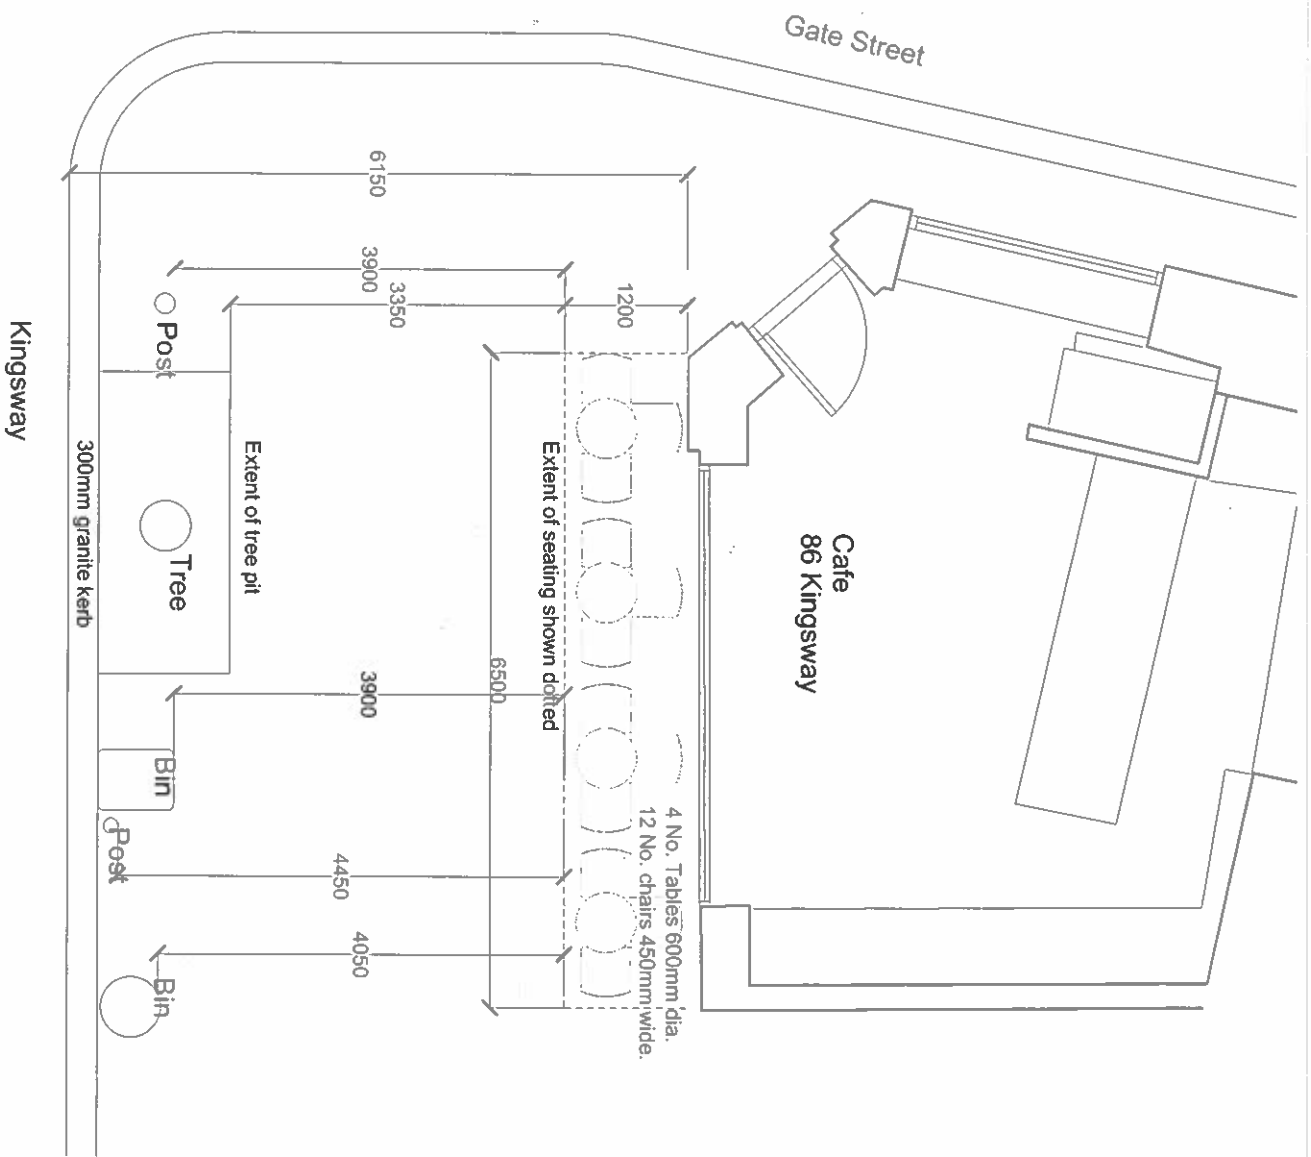 Gate Street
6150
3900
3350
1200
Post
Kingsway
300mm granite kerb
Extent of tree pit
Tree
Extent of seating shown dotted
6500
3900
Cafe
86 Kingsway
Bin
Post
4450
4050
Bin
4 No. Tables 600mm dia.
12 No. chairs 450mm wide.